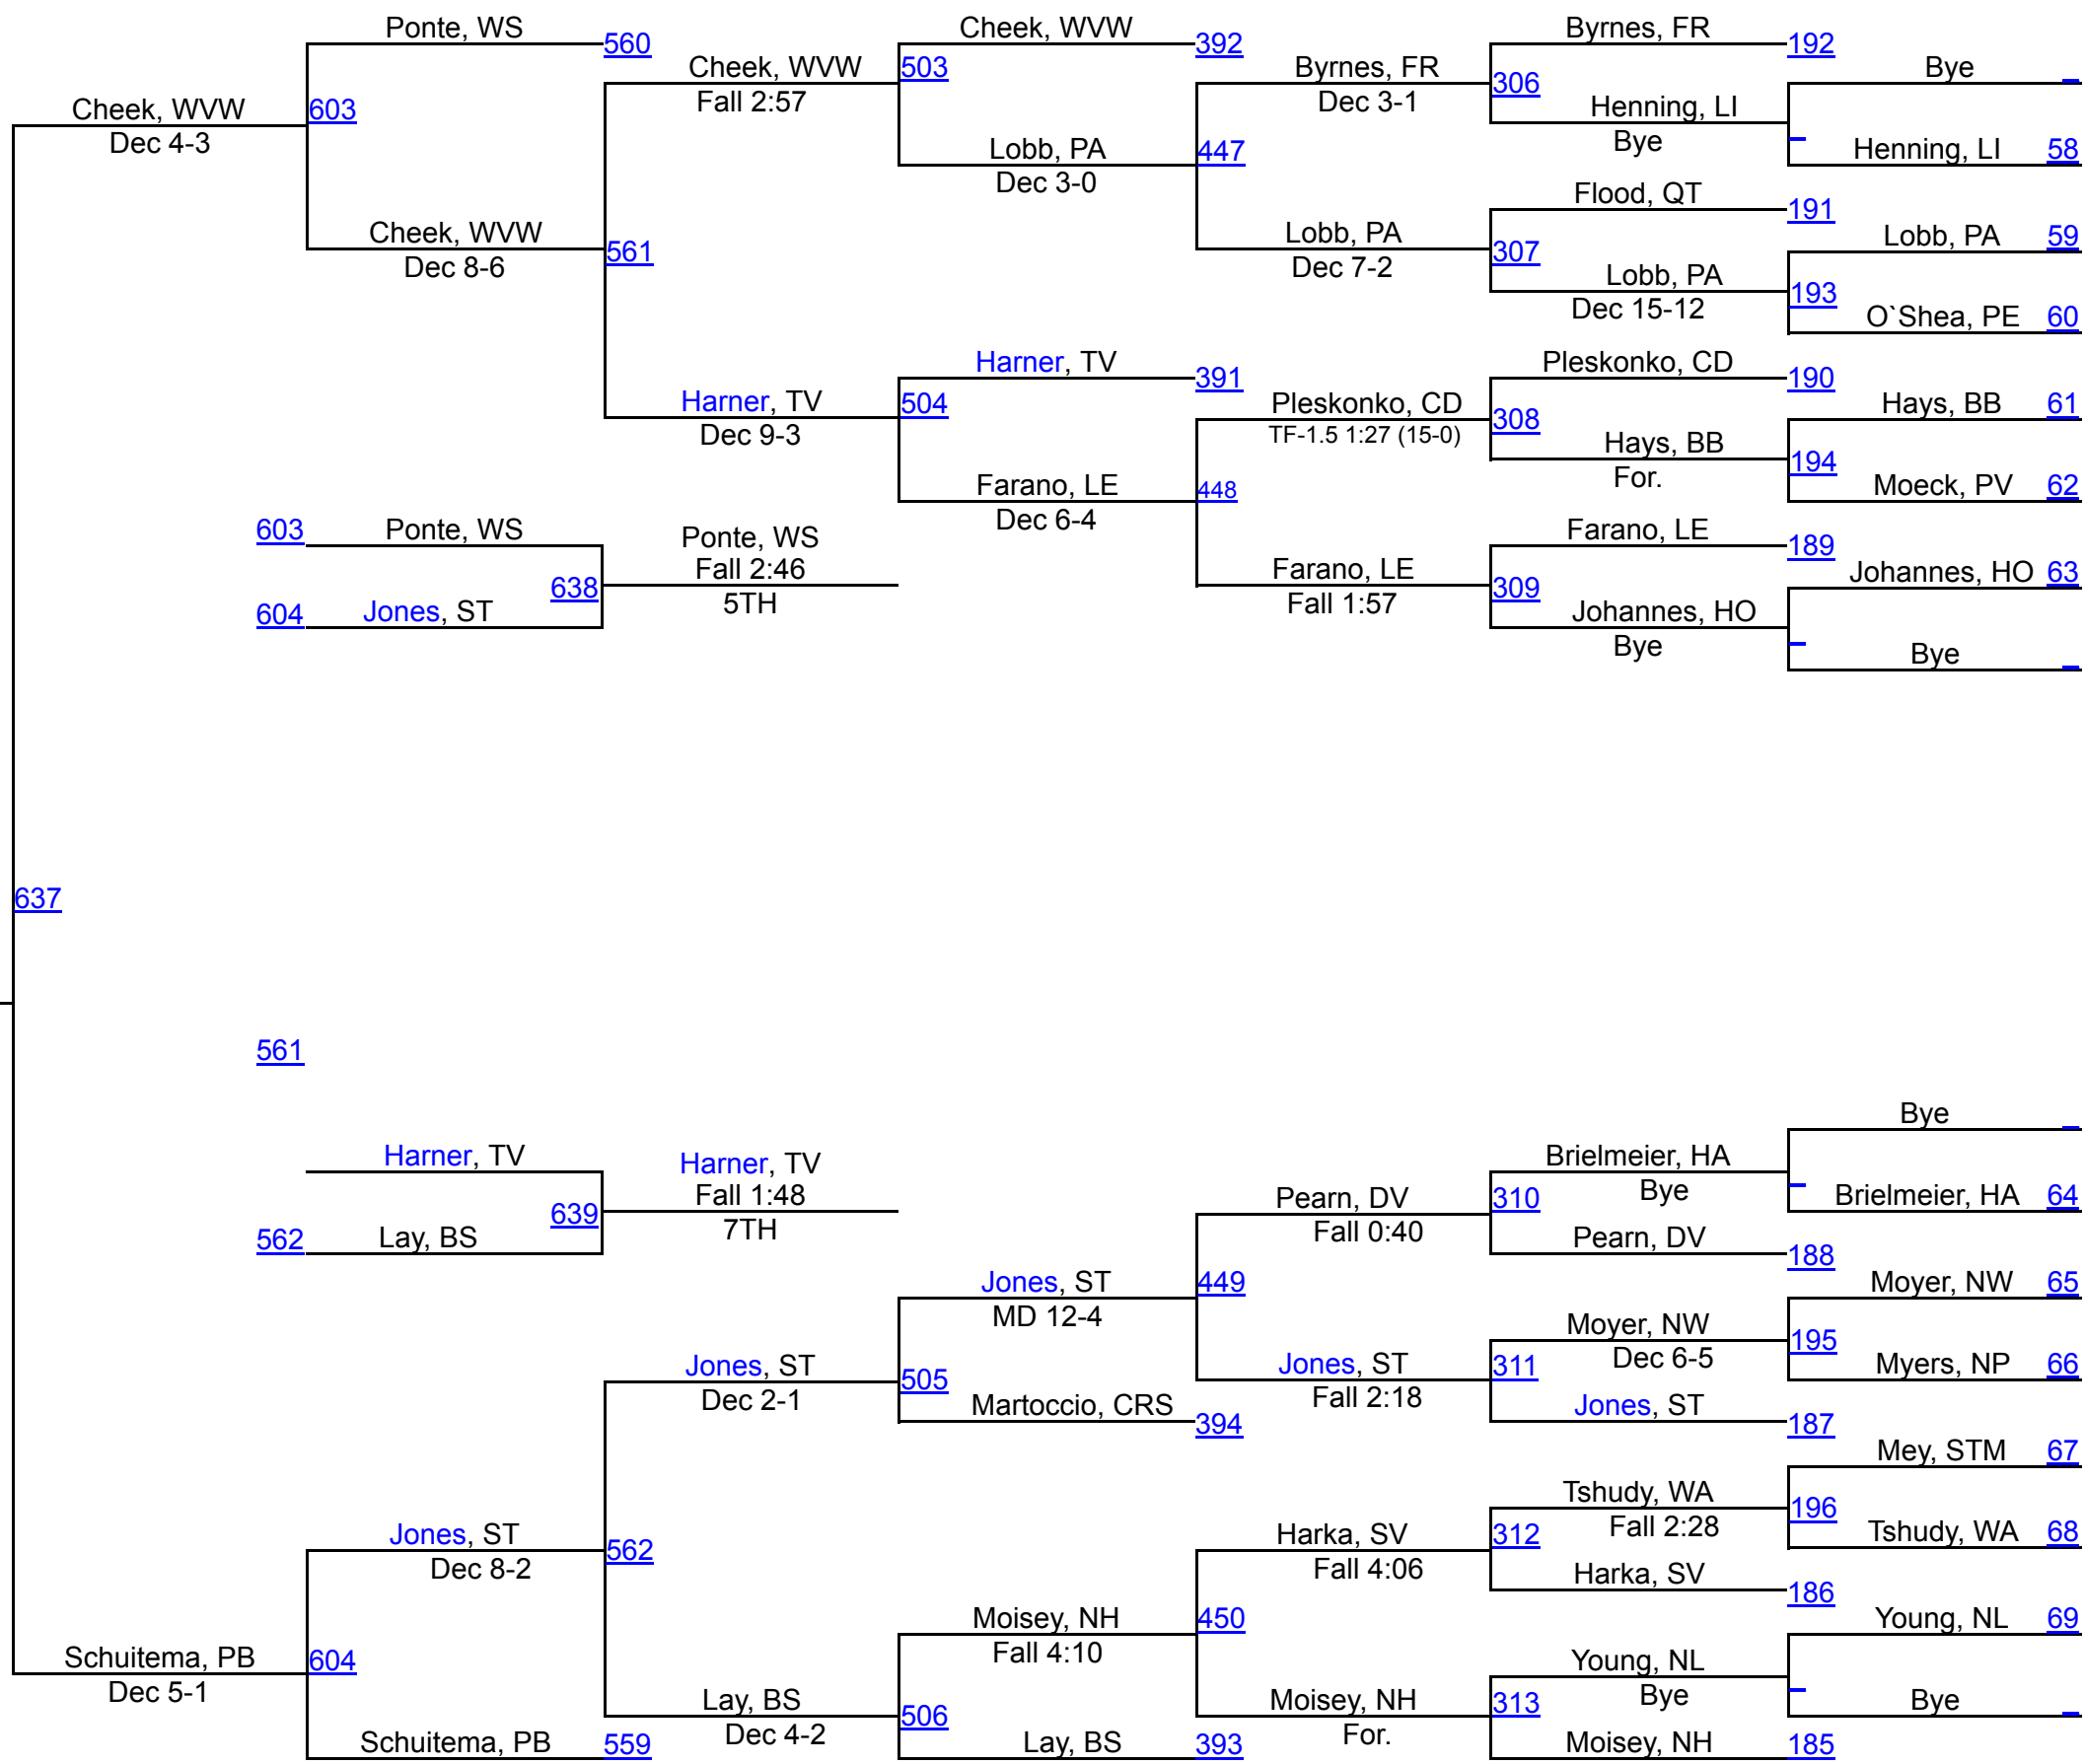 Ponte, WS
560
Cheek, WVW
392
Byrnes, FR
192
Cheek, WVW
Fall 2:57
503
Byrnes, FR
Dec 3-1
306
Bye
Cheek, WVW
Dec 4-3
603
Henning, LI
Bye
Lobb, PA
Dec 3-0
447
Henning, LI
58
Flood, QT
191
Cheek, WVW
Dec 8-6
561
Lobb, PA
Dec 7-2
307
Lobb, PA
59
Lobb, PA
Dec 15-12
193
O`Shea, PE
60
Harner, TV
391
Pleskonko, CD
190
Harner, TV
Dec 9-3
504
Pleskonko, CD
TF-1.5 1:27 (15-0)
308
Hays, BB
61
Hays, BB
For.
194
Farano, LE
Dec 6-4
448
Moeck, PV
62
603
Ponte, WS
Ponte, WS
Fall 2:46
5TH
Farano, LE
189
638
Farano, LE
Fall 1:57
309
Johannes, HO
63
604
Jones, ST
Johannes, HO
Bye
Bye
637
561
Bye
Harner, TV
Harner, TV
Fall 1:48
7TH
Brielmeier, HA
Bye
639
Pearn, DV
Fall 0:40
310
Brielmeier, HA
64
562
Lay, BS
Pearn, DV
188
Jones, ST
MD 12-4
449
Moyer, NW
65
Moyer, NW
Dec 6-5
195
Jones, ST
Dec 2-1
505
Jones, ST
Fall 2:18
311
Myers, NP
66
Martoccio, CRS
394
Jones, ST
187
Mey, STM
67
Tshudy, WA
Fall 2:28
196
Jones, ST
Dec 8-2
562
Harka, SV
Fall 4:06
312
Tshudy, WA
68
Harka, SV
186
Moisey, NH
Fall 4:10
450
Young, NL
69
Schuitema, PB
Dec 5-1
604
Young, NL
Bye
Lay, BS
Dec 4-2
506
Moisey, NH
For.
313
Bye
Schuitema, PB
559
Lay, BS
393
Moisey, NH
185